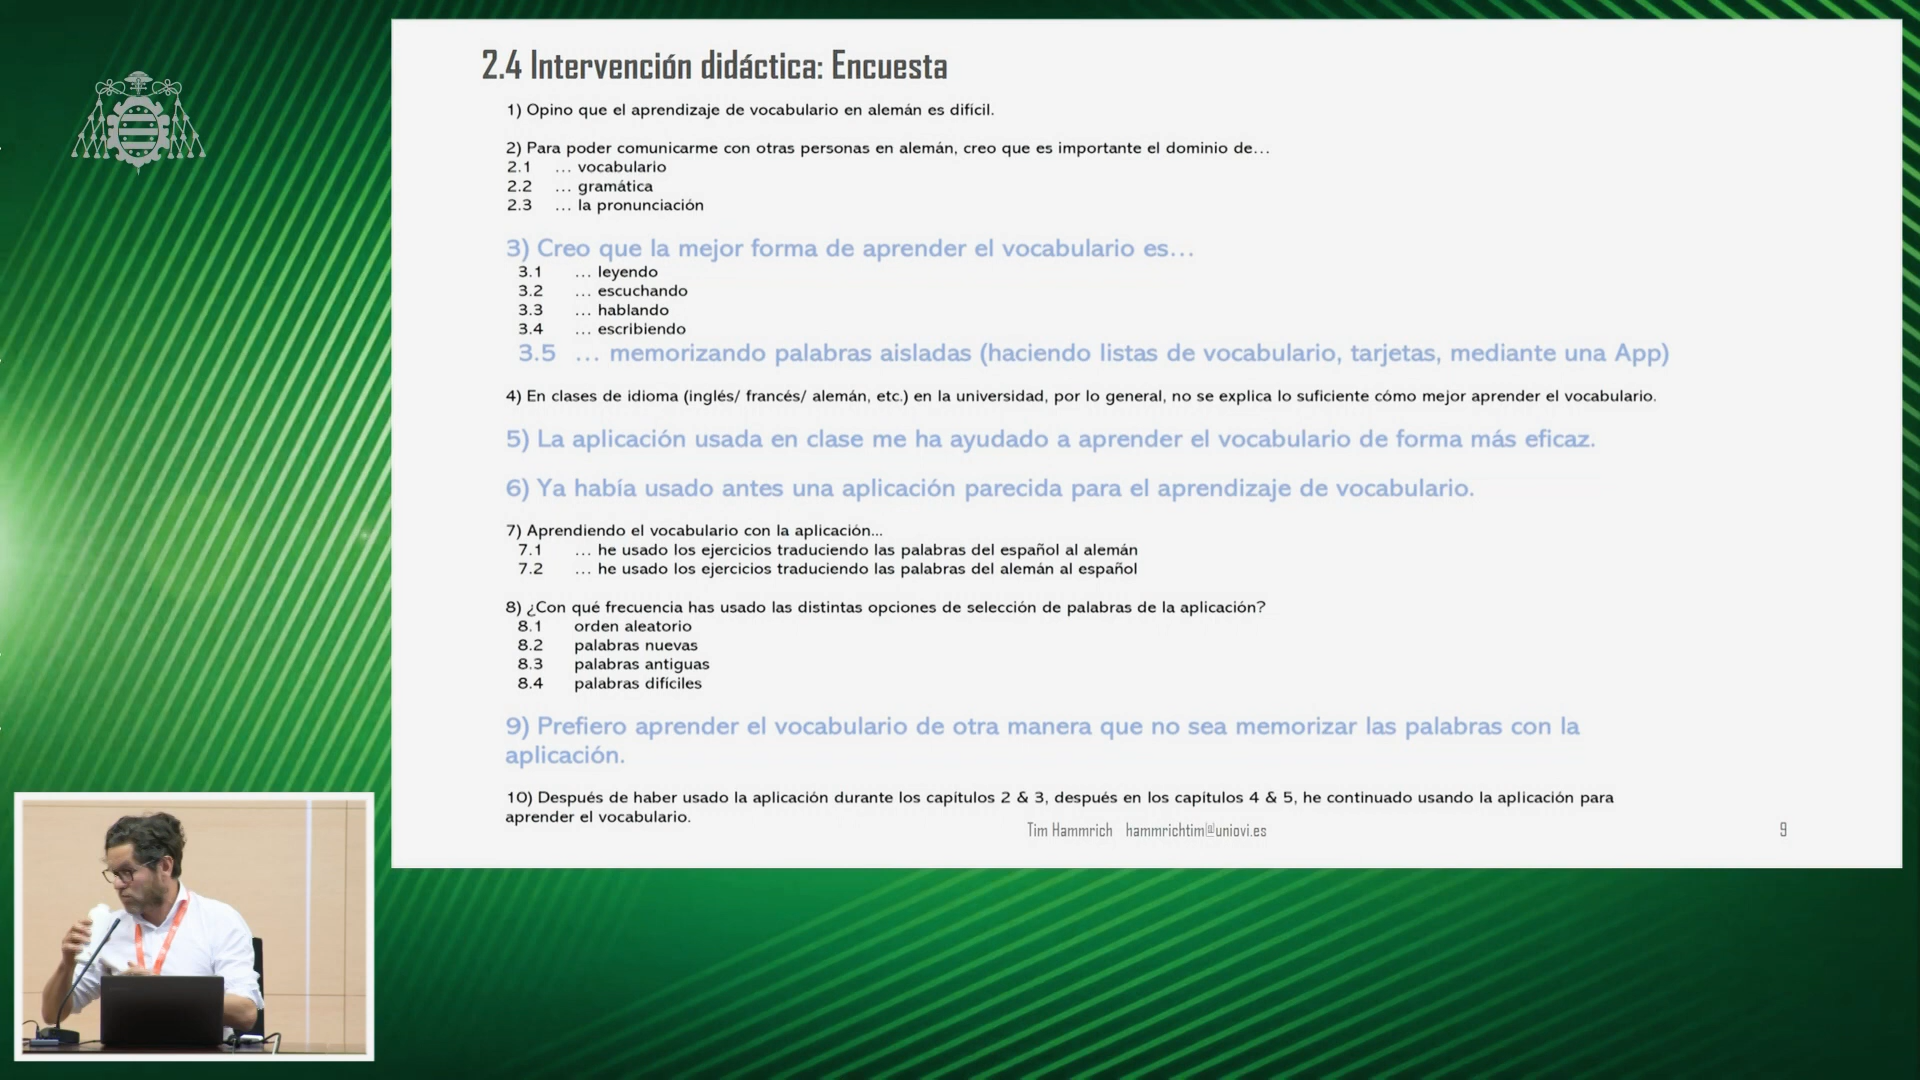 2.4 Intervención didáctica: Encuesta
1) Opino que el aprendizaje de vocabulario en alemán es difícil.
2) Para poder comunicarme con otras personas en alemán, creo que es importante el dominio de…
2.1 … vocabulario
2.2 … gramática
2.3 … la pronunciación
3) Creo que la mejor forma de aprender el vocabulario es…
3.1 … leyendo
3.2 … escuchando
3.3 … hablando
3.4 … escribiendo
3.5 … memorizando palabras aisladas (haciendo listas de vocabulario, tarjetas, mediante una App)
4) En clases de idioma (inglés/ francés/ alemán, etc.) en la universidad, por lo general, no se explica lo suficiente cómo mejor aprender el vocabulario.
5) La aplicación usada en clase me ha ayudado a aprender el vocabulario de forma más eficaz.
6) Ya había usado antes una aplicación parecida para el aprendizaje de vocabulario.
7) Aprendiendo el vocabulario con la aplicación...
7.1 … he usado los ejercicios traduciendo las palabras del español al alemán
7.2 … he usado los ejercicios traduciendo las palabras del alemán al español
8) ¿Con qué frecuencia has usado las distintas opciones de selección de palabras de la aplicación?
8.1 orden aleatorio
8.2 palabras nuevas
8.3 palabras antiguas
8.4 palabras difíciles
9) Prefiero aprender el vocabulario de otra manera que no sea memorizar las palabras con la
aplicación.
10) Después de haber usado la aplicación durante los capítulos 2 & 3, después en los capítulos 4 & 5, he continuado usando la aplicación para
aprender el vocabulario.
Tim Hammrich hammrichtim@uniovi.es 9